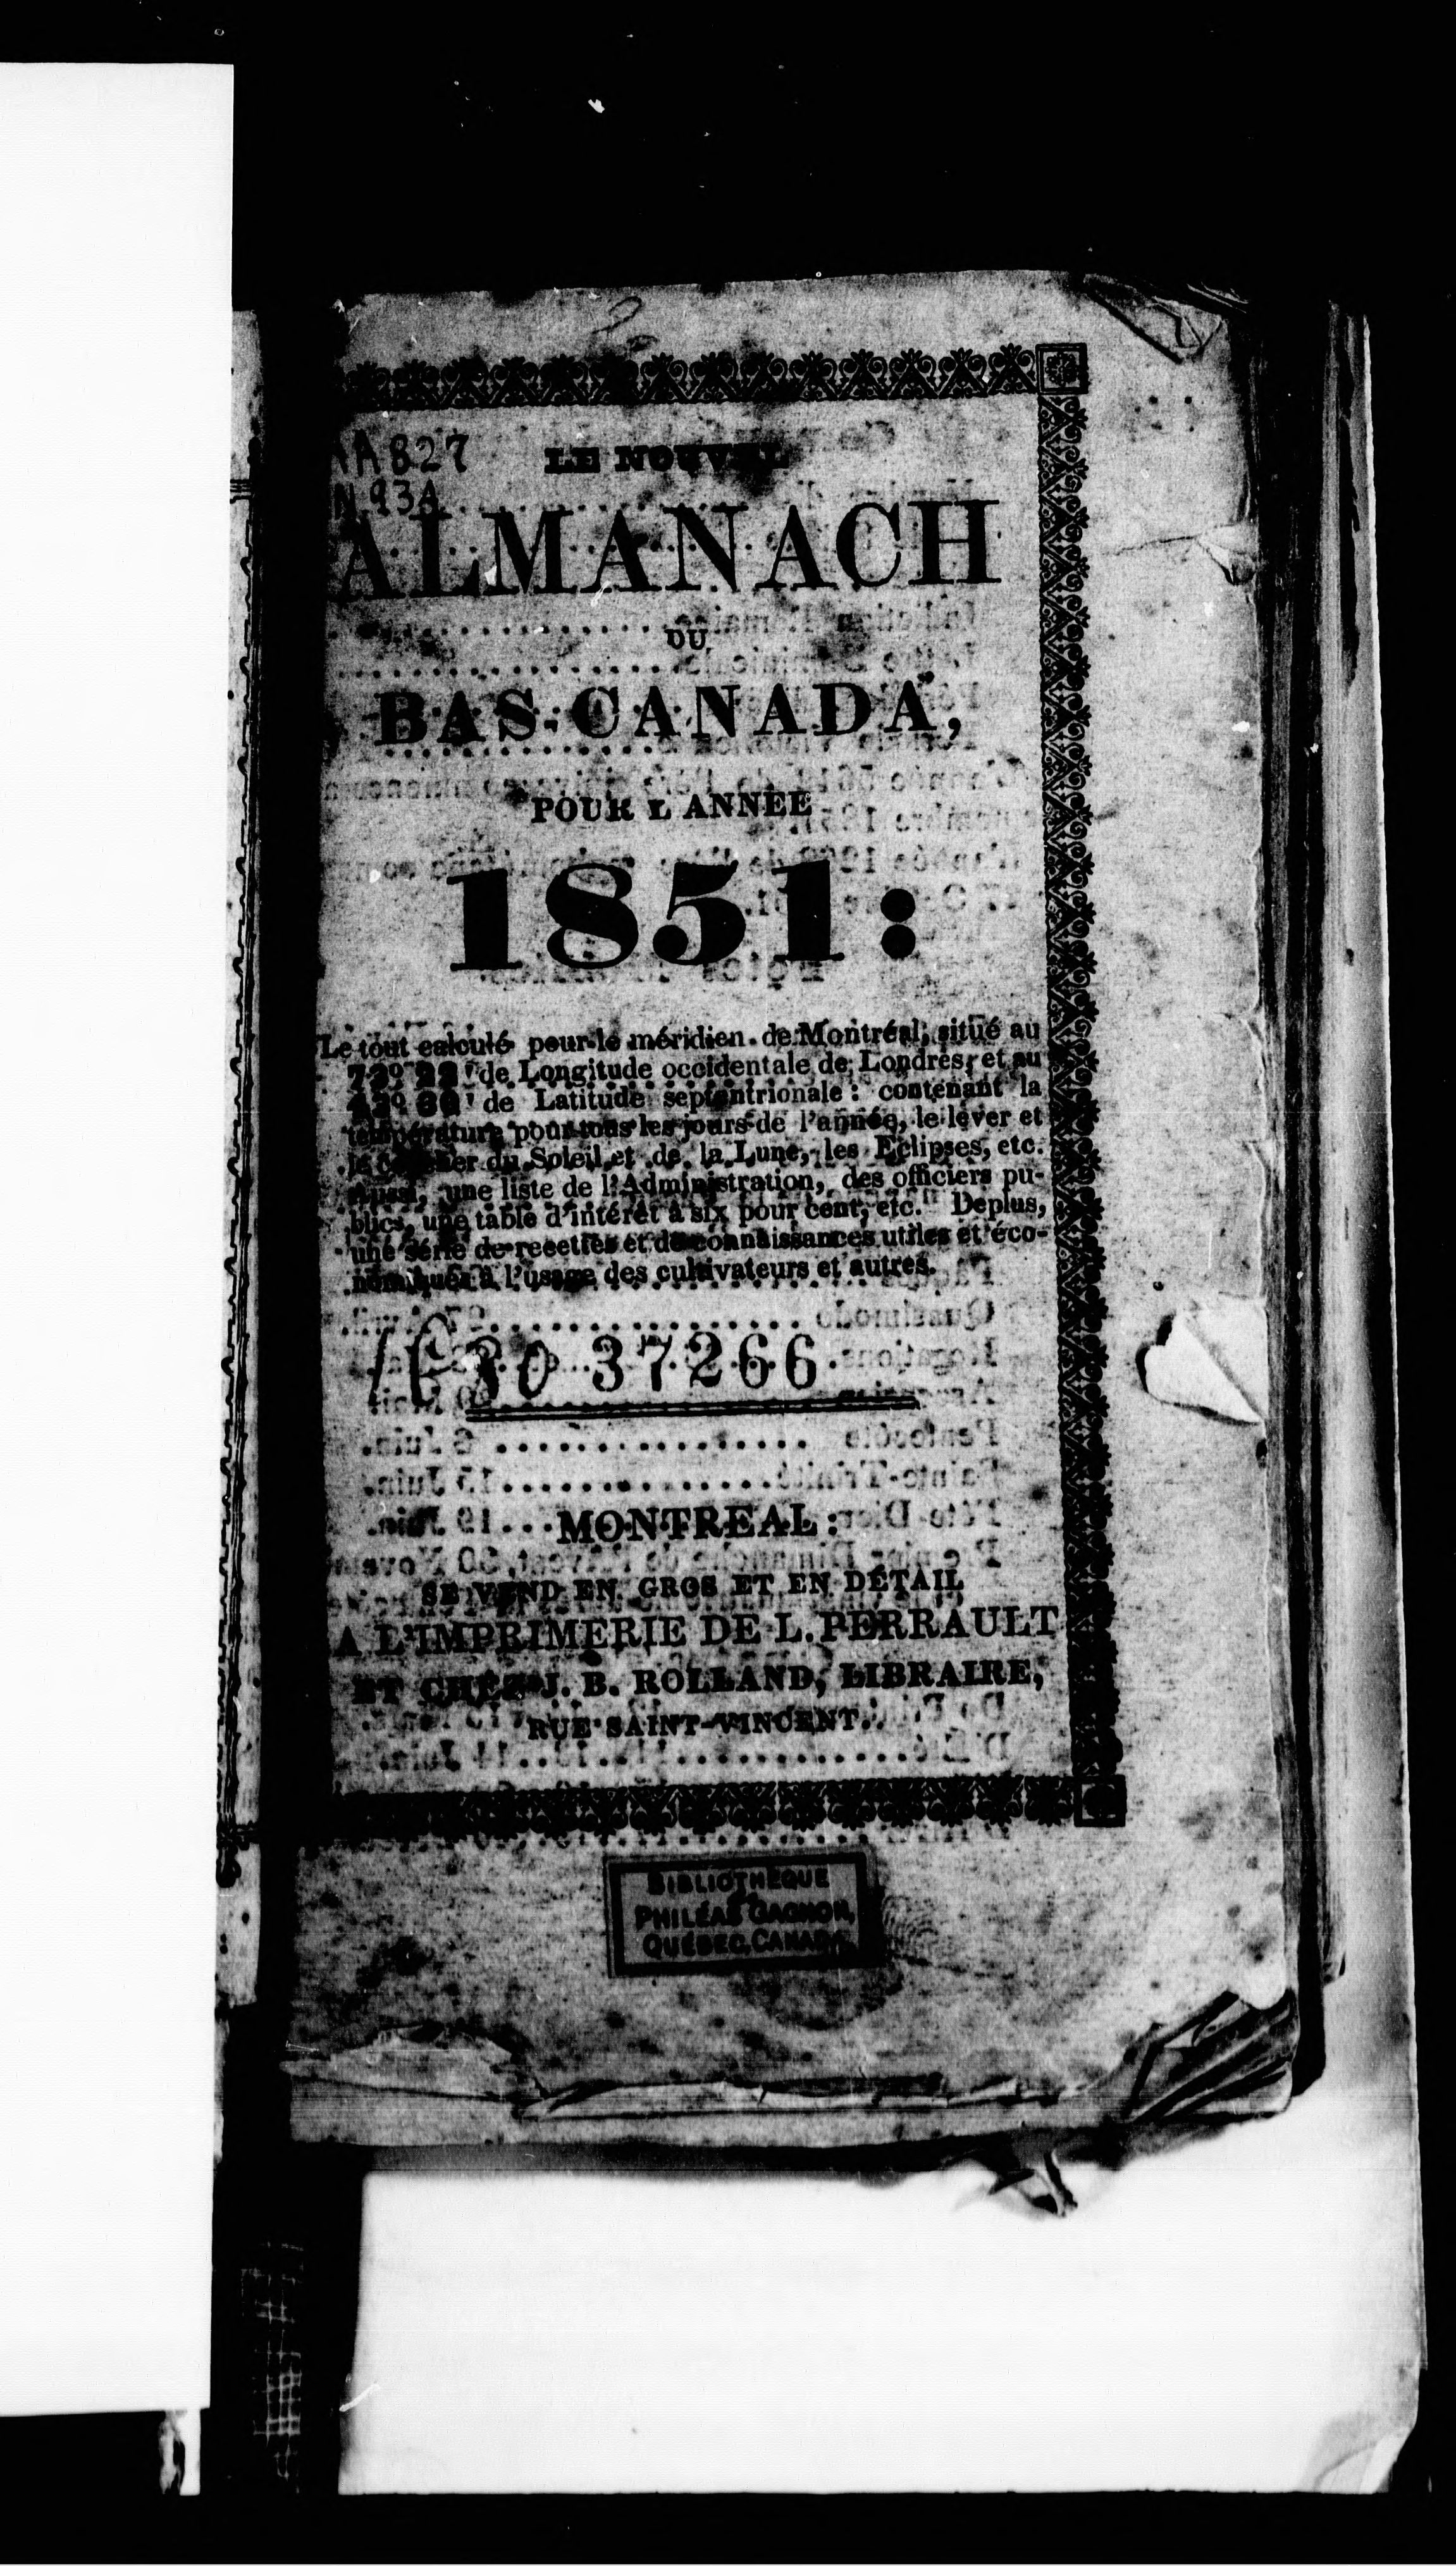 A827
N93A
LE NOUVEL
ALMANACH
DU
BAS-CANADA,
POUR L ANNEE
1851:
Le tout calculé pour le méridien de Montréal, situé au
de Longitude occidentale de Londres, et au
de Latitude septentrionale: contenant la
température pour tous les jours de l'année, le lever et
le coucher du Soleil et de la Lune, les Eclipses, etc.
Aussi, une liste de l'Administration, des officiers pu-
blics, une table d'intérêt à six pour cent, etc. Deplus,
une série de recettes et de connaissances utiles et éco-
nomiques à l'usage des cultivateurs et autres.
37266
MONTREAL:
SE VEND EN GROS ET EN DÉTAIL
A L'IMPRIMERIE DE L. PERRAULT
ET CHEZ J. B. ROLLAND, LIBRAIRE,
RUE SAINT-VINCENT.
BIBLIOTHÈQUE
DE
PHILÉAS GAGNON,
QUÉBEC, CANADA.